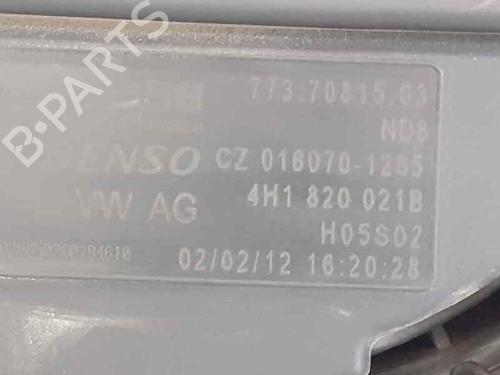 B-PARTS
773.70815.03
NDB
DENSO CZ 016070-1265
VW AG 4H1 820 021B
H05S02
02/02/12 16:20:28